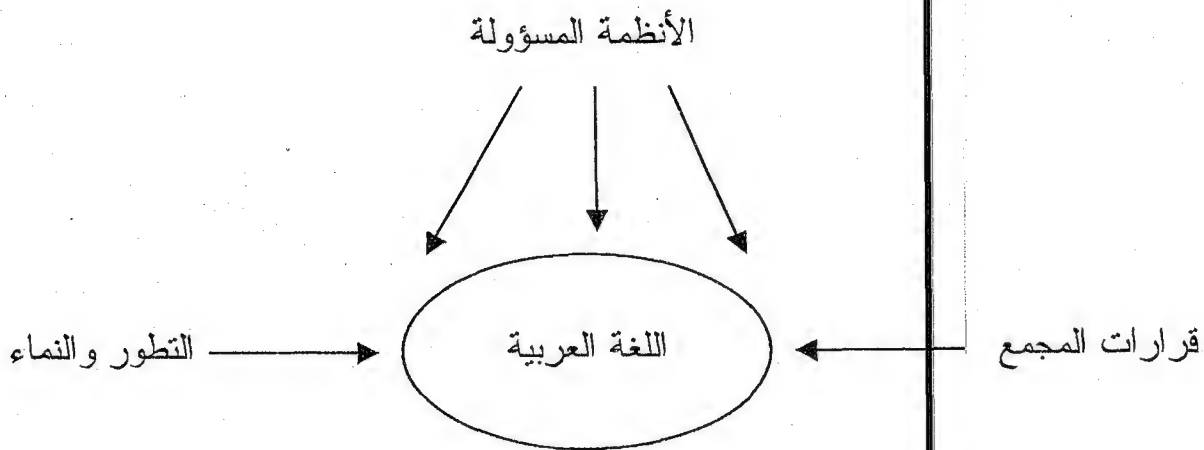 الأنظمة المسؤولة
قرارات المجمع
اللغة العربية
التطور والنماء